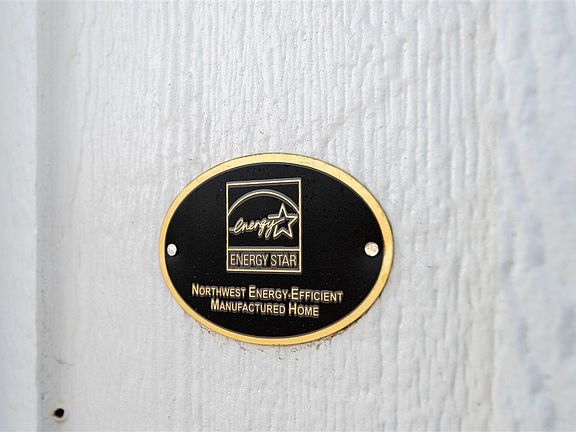 energy
ENERGY STAR
NORTHWEST ENERGY-EFFICIENT
MANUFACTURED HOME